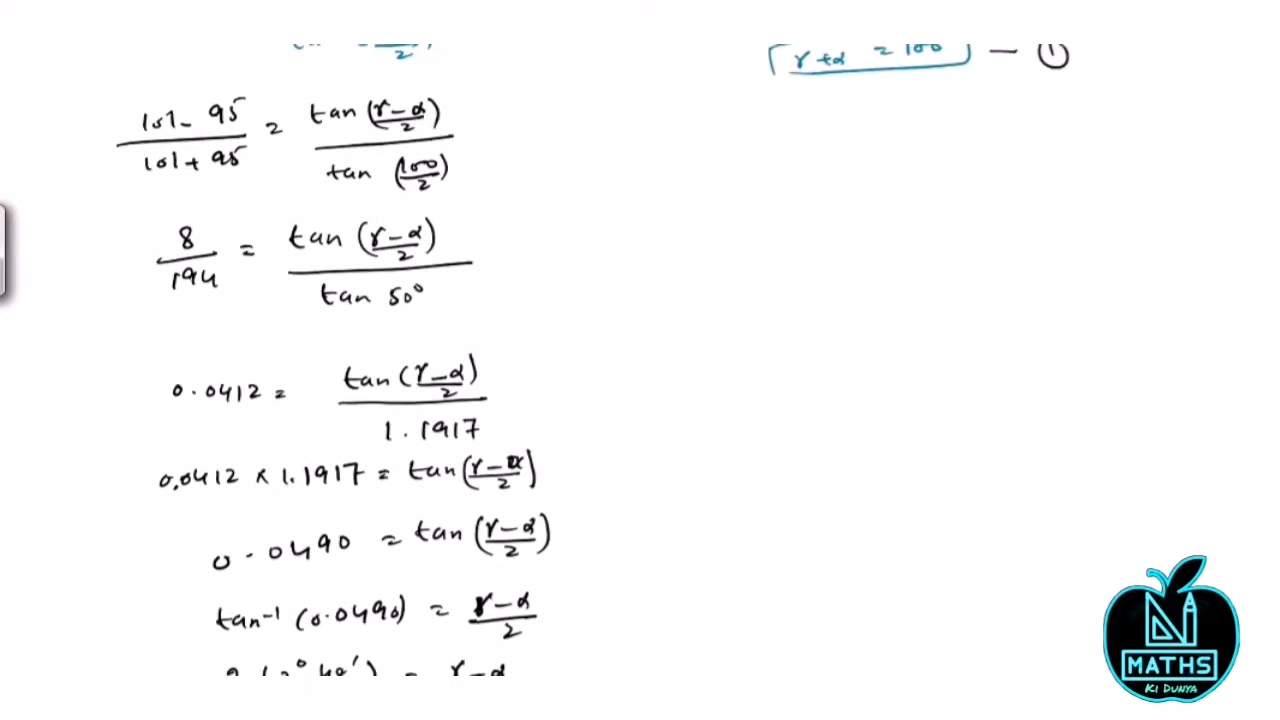 γ+α = 100 — ①
101 - 95 / 101 + 95 = tan (γ-α/2) / tan (100/2)
8 / 194 = tan (γ-α/2) / tan 50°
0.0412 = tan (γ-α/2) / 1.1917
0.0412 × 1.1917 = tan (γ-α/2)
0.0490 = tan (γ-α/2)
tan⁻¹ (0.0490) = γ-α/2
= γ-α
MATHS
KI DUNYA